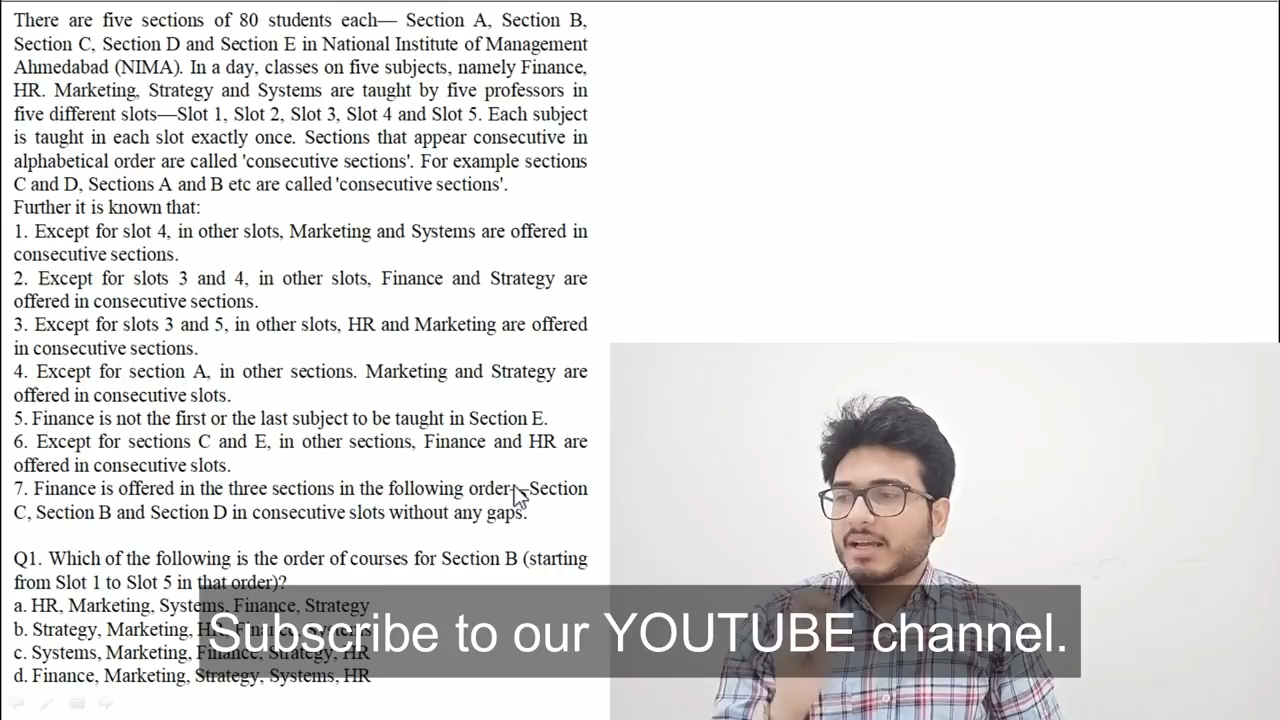 There are five sections of 80 students each— Section A, Section B,
Section C, Section D and Section E in National Institute of Management
Ahmedabad (NIMA). In a day, classes on five subjects, namely Finance,
HR. Marketing, Strategy and Systems are taught by five professors in
five different slots—Slot 1, Slot 2, Slot 3, Slot 4 and Slot 5. Each subject
is taught in each slot exactly once. Sections that appear consecutive in
alphabetical order are called 'consecutive sections'. For example sections
C and D, Sections A and B etc are called 'consecutive sections'.
Further it is known that:
1. Except for slot 4, in other slots, Marketing and Systems are offered in
consecutive sections.
2. Except for slots 3 and 4, in other slots, Finance and Strategy are
offered in consecutive sections.
3. Except for slots 3 and 5, in other slots, HR and Marketing are offered
in consecutive sections.
4. Except for section A, in other sections. Marketing and Strategy are
offered in consecutive slots.
5. Finance is not the first or the last subject to be taught in Section E.
6. Except for sections C and E, in other sections, Finance and HR are
offered in consecutive slots.
7. Finance is offered in the three sections in the following order—Section
C, Section B and Section D in consecutive slots without any gaps.
Q1. Which of the following is the order of courses for Section B (starting
from Slot 1 to Slot 5 in that order)?
a. HR, Marketing, Systems, Finance, Strategy
b. Strategy, Marketing, HR, Finance, Systems
c. Systems, Marketing, Finance, Strategy, HR
d. Finance, Marketing, Strategy, Systems, HR
Subscribe to our YOUTUBE channel.